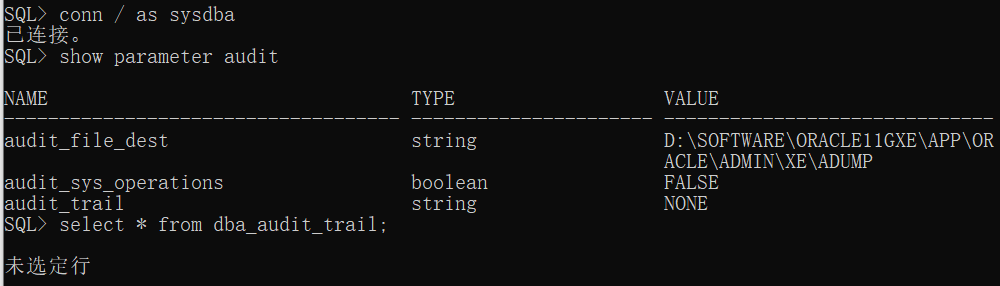 SQL> conn / as sysdba
已连接。
SQL> show parameter audit
NAME TYPE VALUE
------------------------------------ ---------------------- ------------------------------
audit_file_dest string D:\SOFTWARE\ORACLE11GXE\APP\OR
ACLE\ADMIN\XE\ADUMP
audit_sys_operations boolean FALSE
audit_trail string NONE
SQL> select * from dba_audit_trail;
未选定行